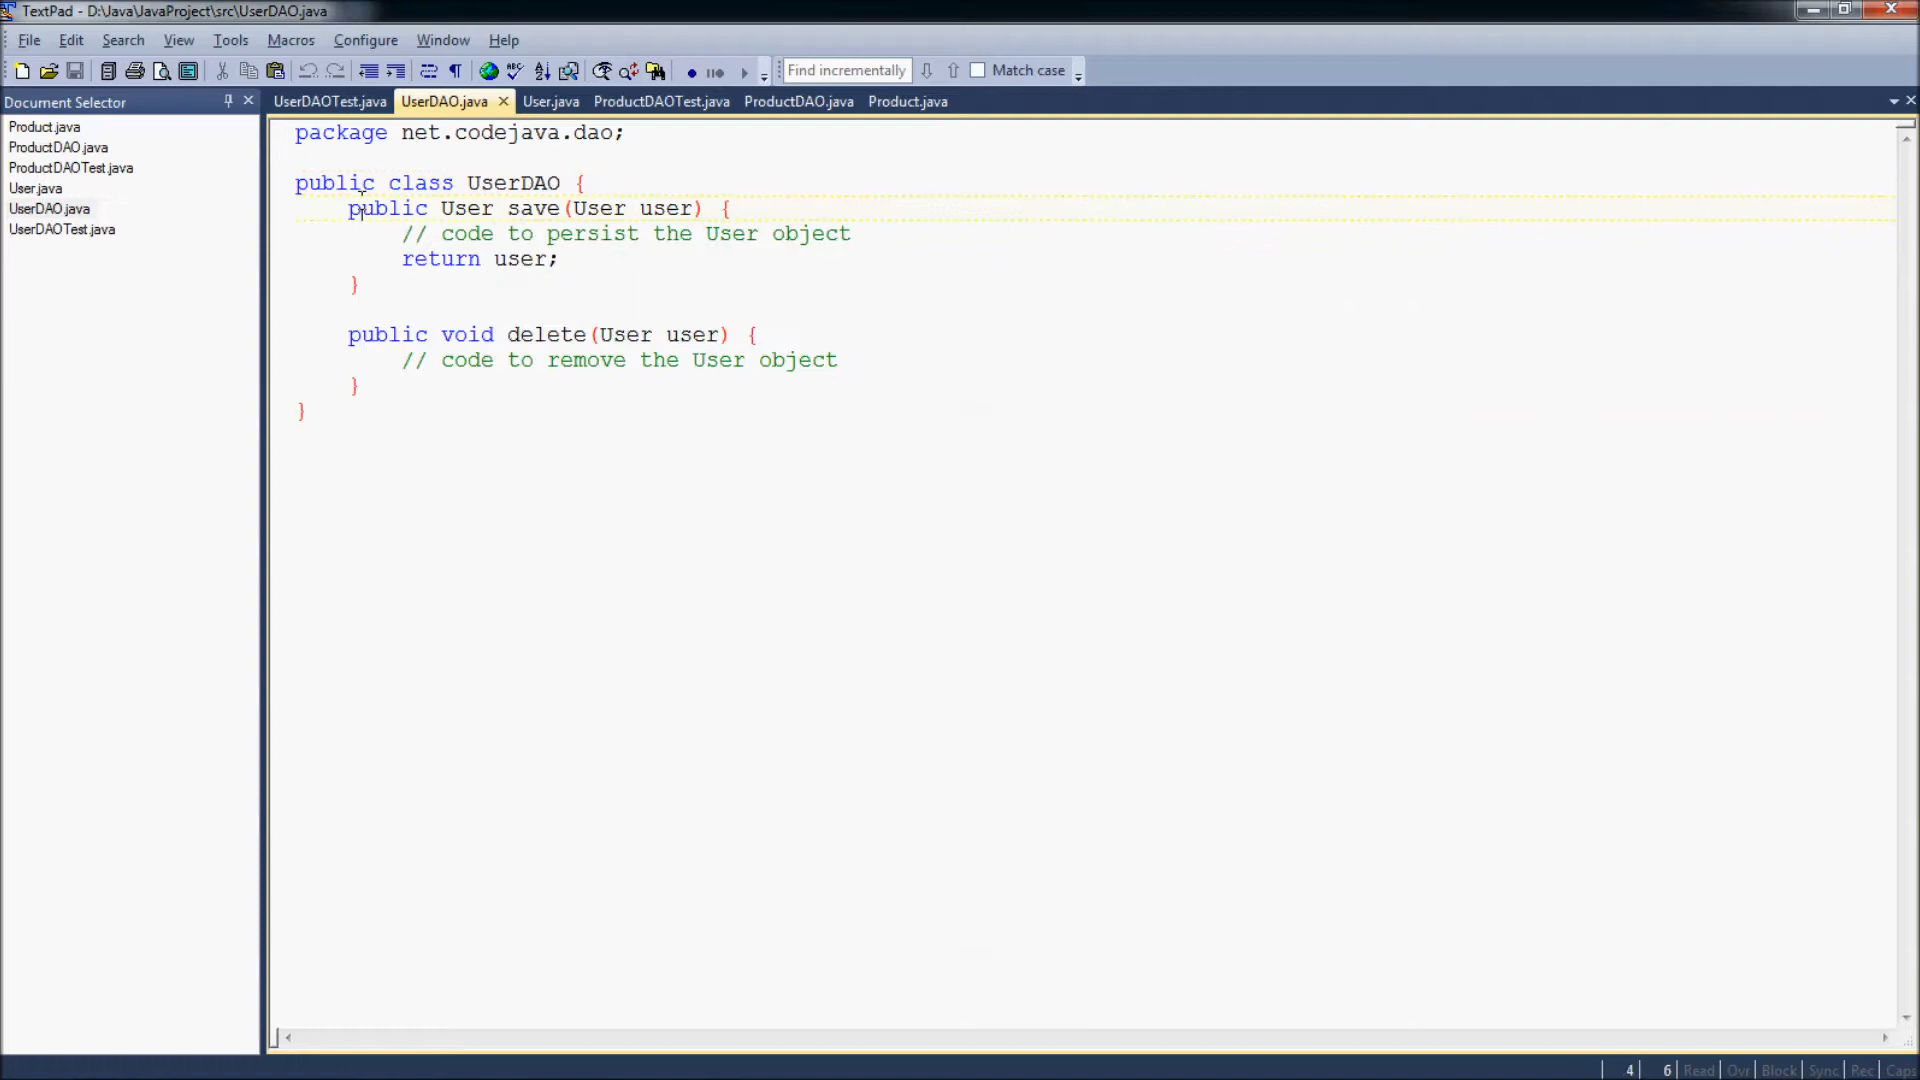 TextPad - D:\Java\JavaProject\src\UserDAO.java
File Edit Search View Tools Macros Configure Window Help
Find incrementally Match case
Document Selector
Product.java
ProductDAO.java
ProductDAOTest.java
User.java
UserDAO.java
UserDAOTest.java
UserDAOTest.java UserDAO.java User.java ProductDAOTest.java ProductDAO.java Product.java
package net.codejava.dao;
public class UserDAO {
public User save(User user) {
// code to persist the User object
return user;
}
public void delete(User user) {
// code to remove the User object
}
}
4 6 Read Ovr Block Sync Rec Caps